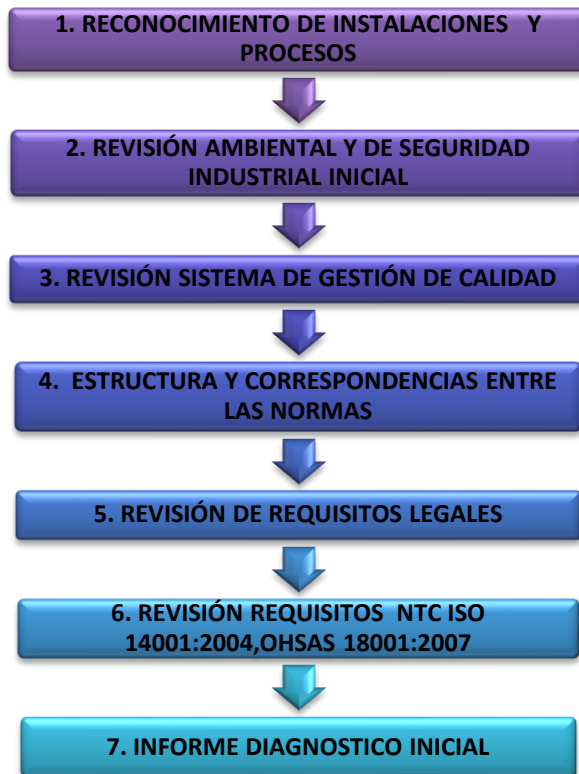 1. RECONOCIMIENTO DE INSTALACIONES Y
PROCESOS
2. REVISIÓN AMBIENTAL Y DE SEGURIDAD
INDUSTRIAL INICIAL
3. REVISIÓN SISTEMA DE GESTIÓN DE CALIDAD
4. ESTRUCTURA Y CORRESPONDENCIAS ENTRE
LAS NORMAS
5. REVISIÓN DE REQUISITOS LEGALES
6. REVISIÓN REQUISITOS NTC ISO
14001:2004,OHSAS 18001:2007
7. INFORME DIAGNOSTICO INICIAL